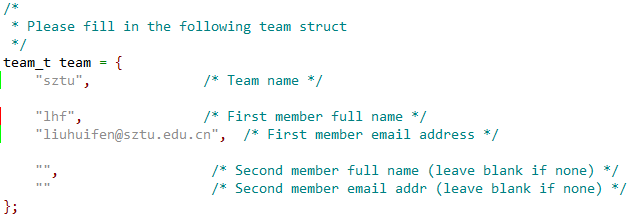 /*
 * Please fill in the following team struct
 */
team_t team = {
    "sztu",              /* Team name */
    "lhf",               /* First member full name */
    "liuhuifen@sztu.edu.cn",  /* First member email address */
    "",                   /* Second member full name (leave blank if none) */
    ""                    /* Second member email addr (leave blank if none) */
};